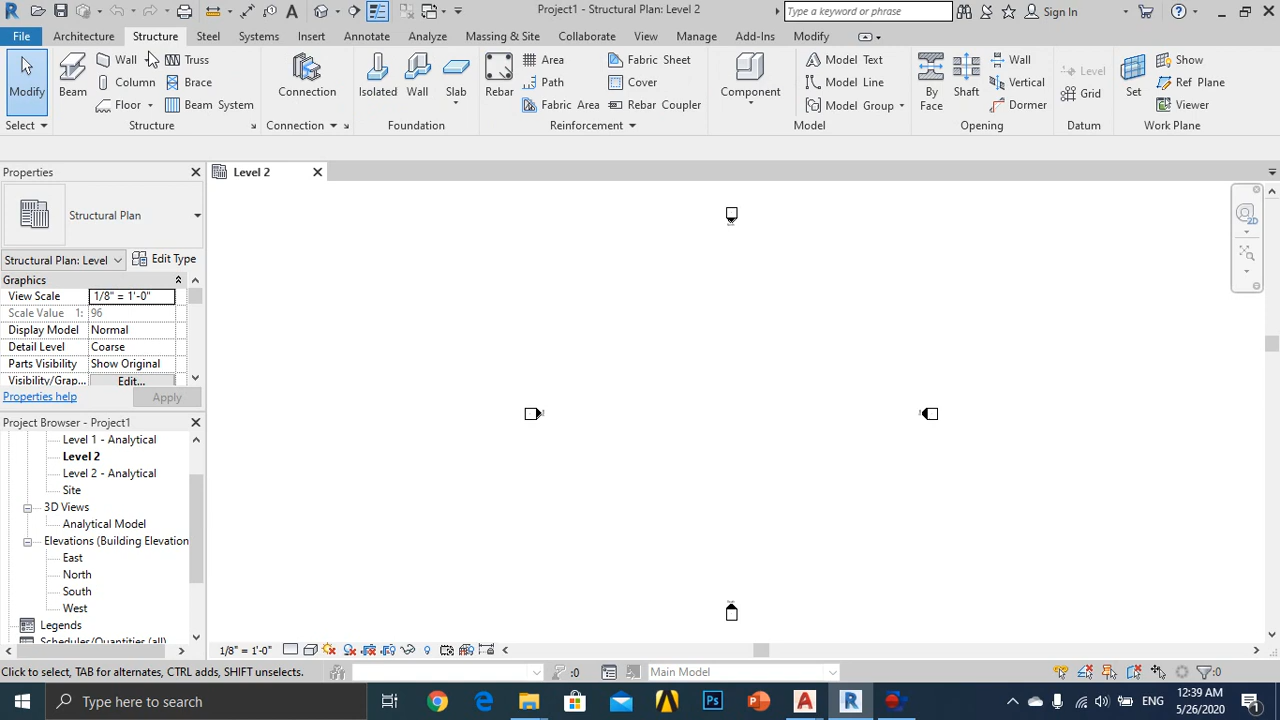 Project1 - Structural Plan: Level 2
Type a keyword or phrase
Sign In
File Architecture Structure Steel Systems Insert Annotate Analyze Massing & Site Collaborate View Manage Add-Ins Modify
Modify
Select
Beam
Wall
Column
Floor
Truss
Brace
Beam System
Structure
Connection
Connection
Isolated
Wall
Slab
Foundation
Rebar
Area
Path
Fabric Area
Fabric Sheet
Cover
Rebar Coupler
Reinforcement
Component
Model Text
Model Line
Model Group
Model
By Face
Shaft
Wall
Vertical
Dormer
Opening
Level
Grid
Datum
Set
Show
Ref Plane
Viewer
Work Plane
Properties
Level 2
2D
Structural Plan
Structural Plan: Level
Edit Type
Graphics
View Scale 1/8" = 1'-0"
Scale Value 1: 96
Display Model Normal
Detail Level Coarse
Parts Visibility Show Original
Visibility/Grap... Edit...
Properties help
Apply
Project Browser - Project1
Level 1 - Analytical
Level 2
Level 2 - Analytical
Site
3D Views
Analytical Model
Elevations (Building Elevation
East
North
South
West
Legends
Schedules/Quantities (all)
1/8" = 1'-0"
Click to select, TAB for alternates, CTRL adds, SHIFT unselects.
:0
Main Model
:0
Type here to search
ENG
12:39 AM
5/26/2020